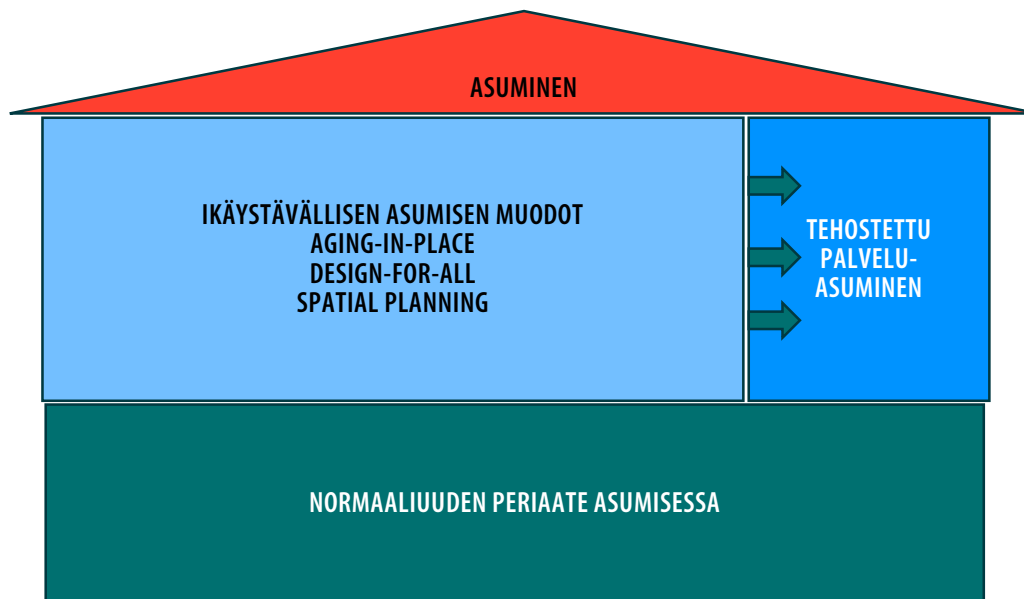 ASUMINEN
IKÄYSTÄVÄLLISEN ASUMISEN MUODOT
AGING-IN-PLACE
DESIGN-FOR-ALL
SPATIAL PLANNING
TEHOSTETTU
PALVELU-
ASUMINEN
NORMAALIUUDEN PERIAATE ASUMISESSA